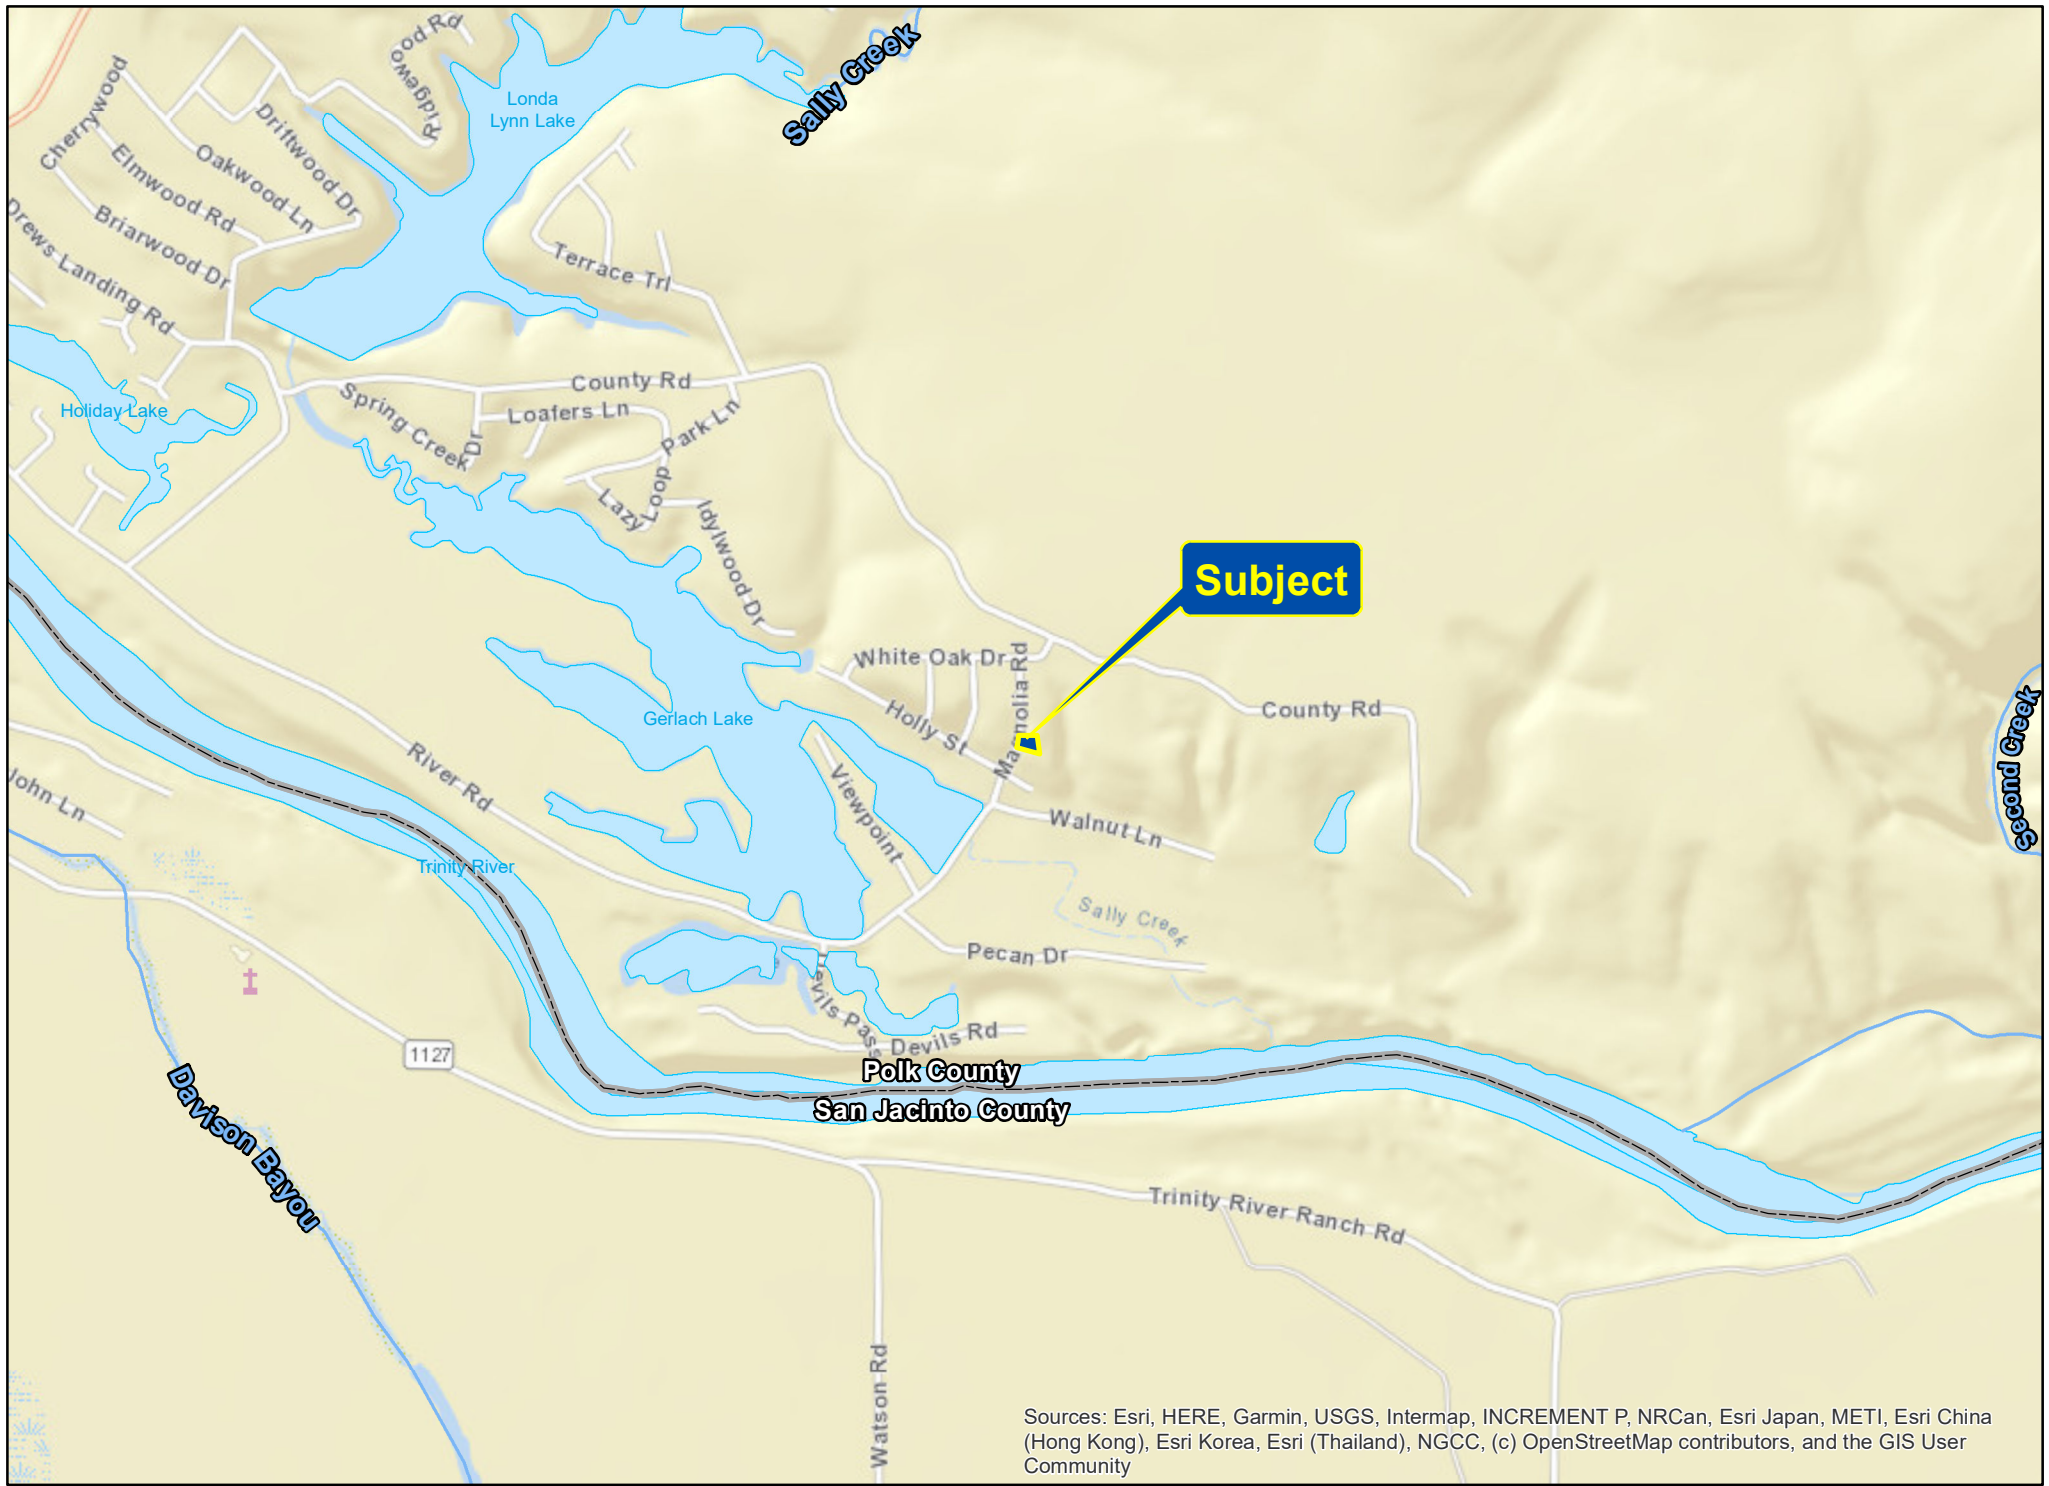 Ridgewood Rd
Sally Creek
Londa
Lynn Lake
Cherrywood
Driftwood Dr
Oakwood Ln
Elmwood Rd
Briarwood Dr
Drews Landing Rd
Terrace Trl
County Rd
Holiday Lake
Spring Creek Dr
Loafers Ln
Park Ln
Lazy Loop
Idylwood Dr
Subject
White Oak Dr
Magnolia Rd
Holly St
County Rd
Second Creek
Gerlach Lake
River Rd
Viewpoint
John Ln
Walnut Ln
Trinity River
Sally Creek
Pecan Dr
Devils Pass
Devils Rd
1127
Polk County
San Jacinto County
Davison Bayou
Trinity River Ranch Rd
Watson Rd
Sources: Esri, HERE, Garmin, USGS, Intermap, INCREMENT P, NRCan, Esri Japan, METI, Esri China
(Hong Kong), Esri Korea, Esri (Thailand), NGCC, (c) OpenStreetMap contributors, and the GIS User
Community